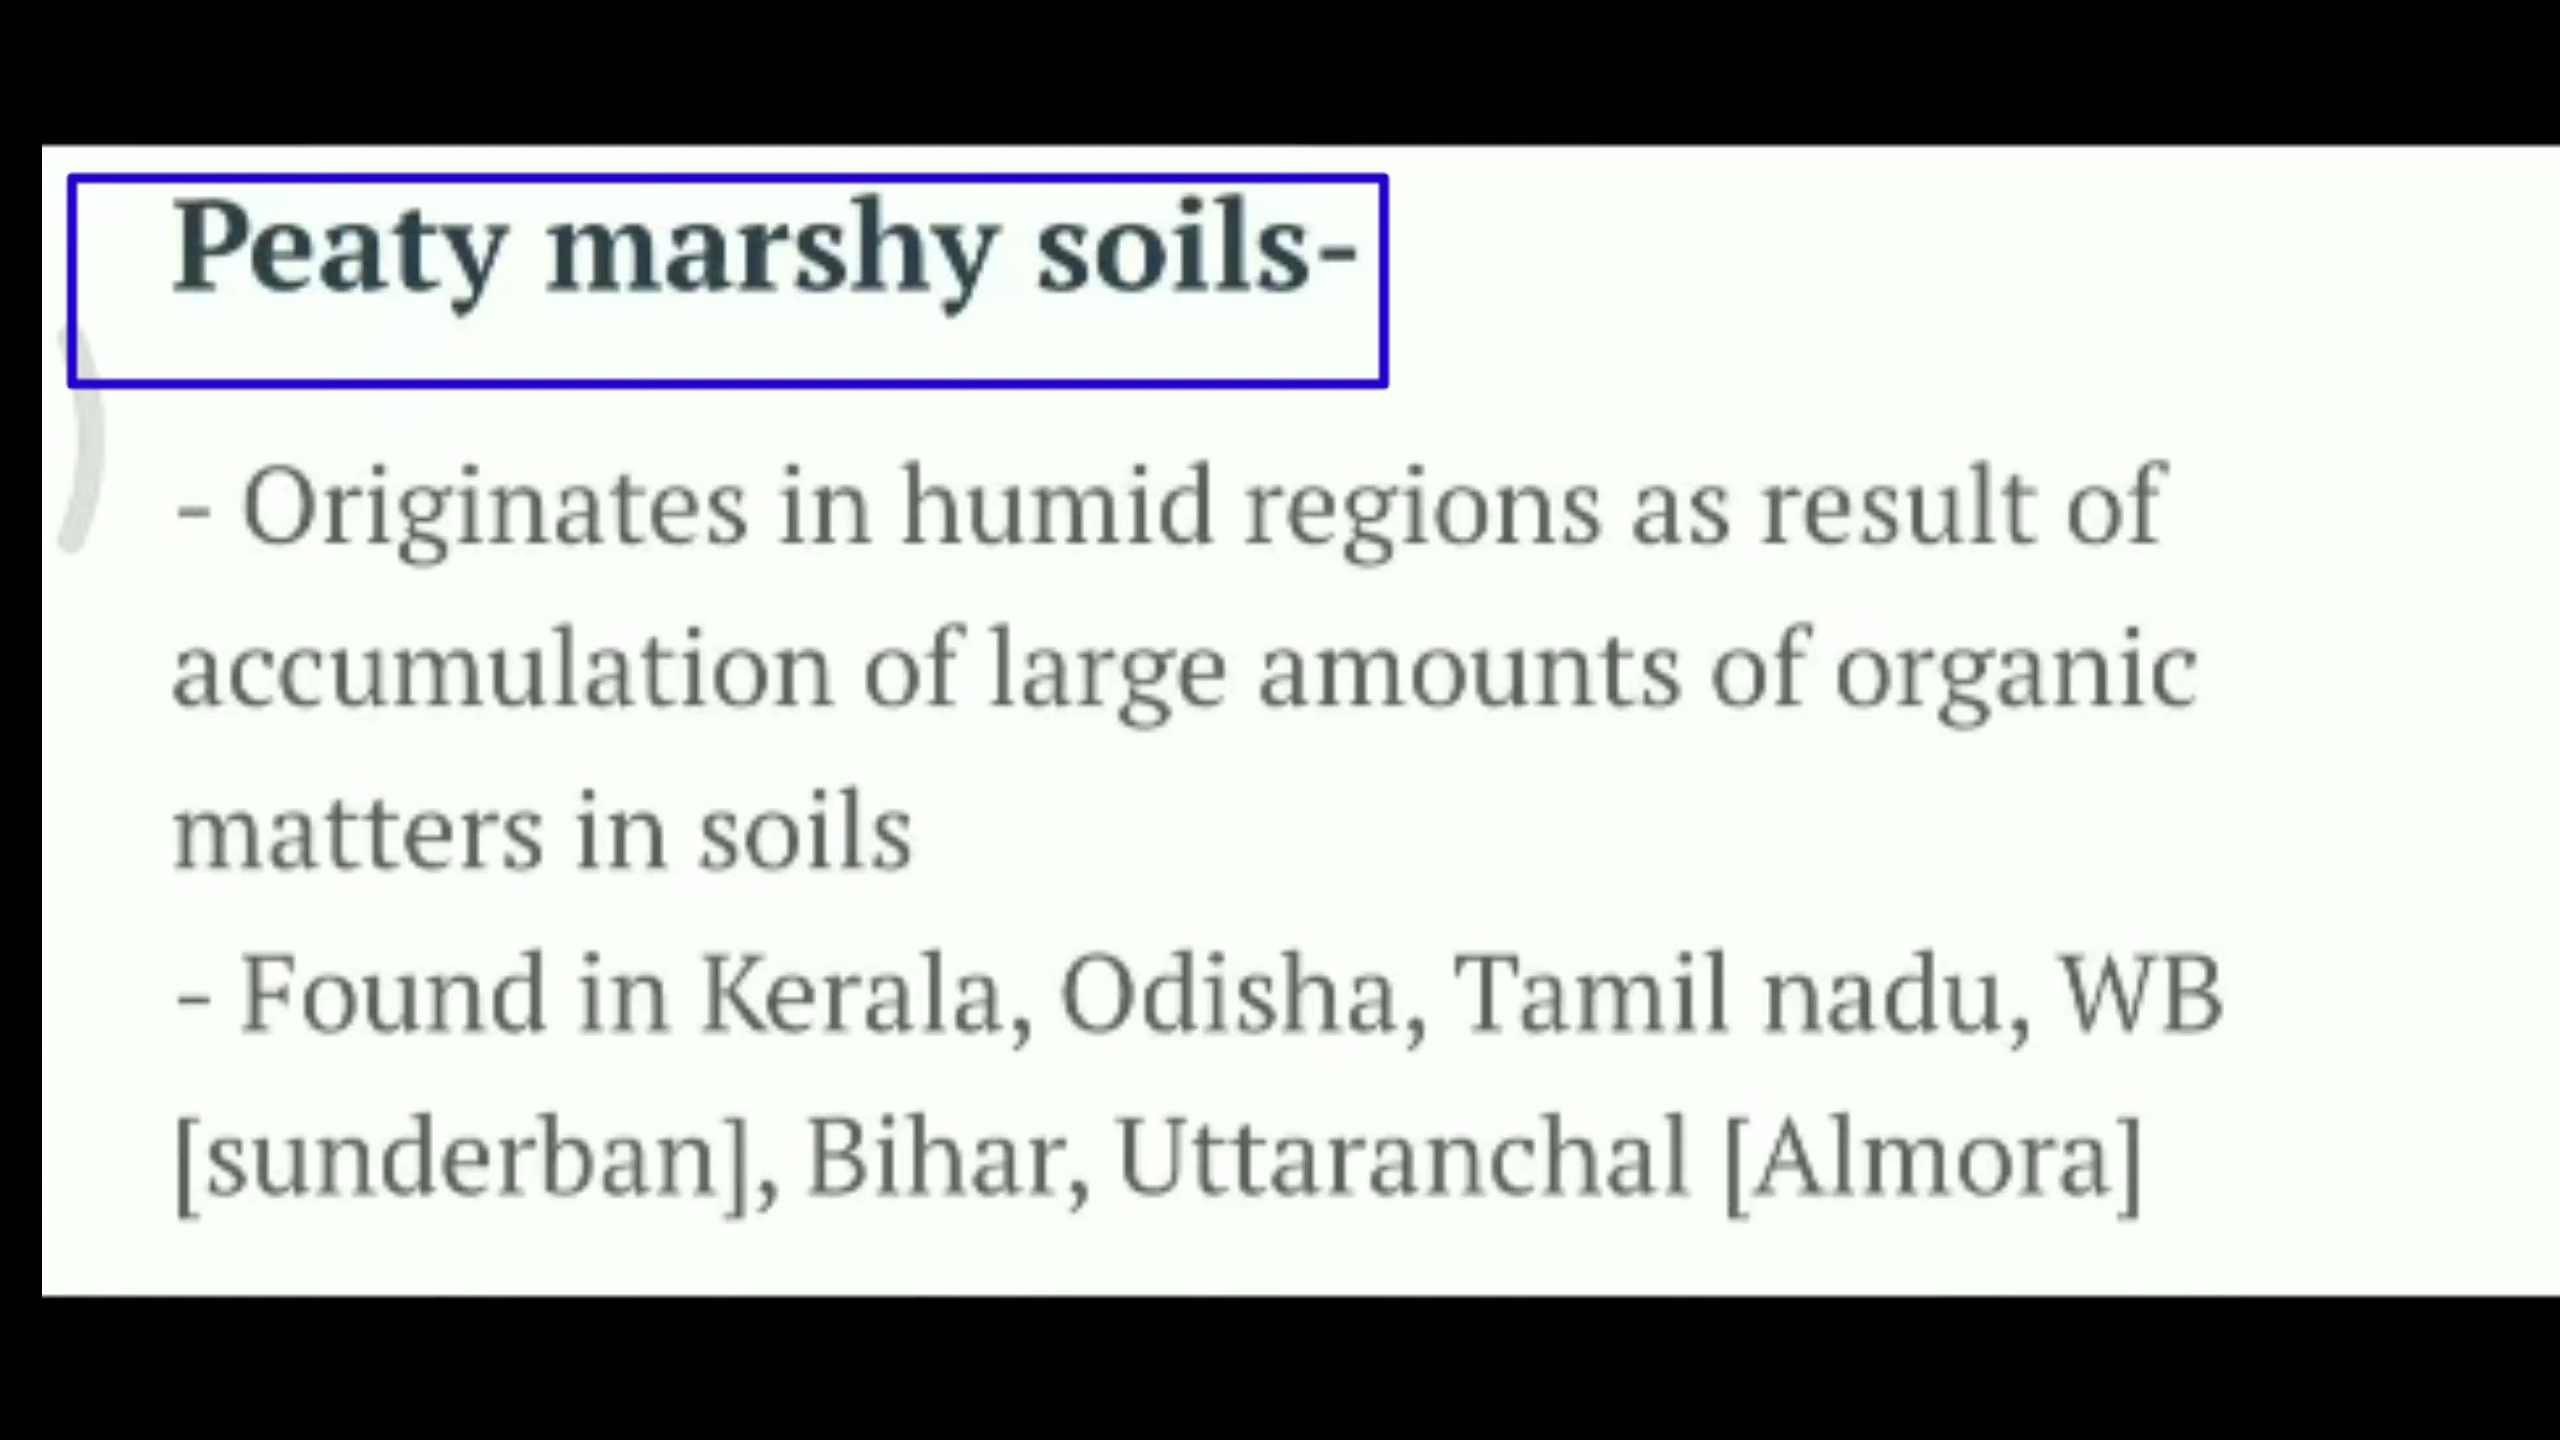 Peaty marshy soils-
- Originates in humid regions as result of
accumulation of large amounts of organic
matters in soils
- Found in Kerala, Odisha, Tamil nadu, WB
[sunderban], Bihar, Uttaranchal [Almora]